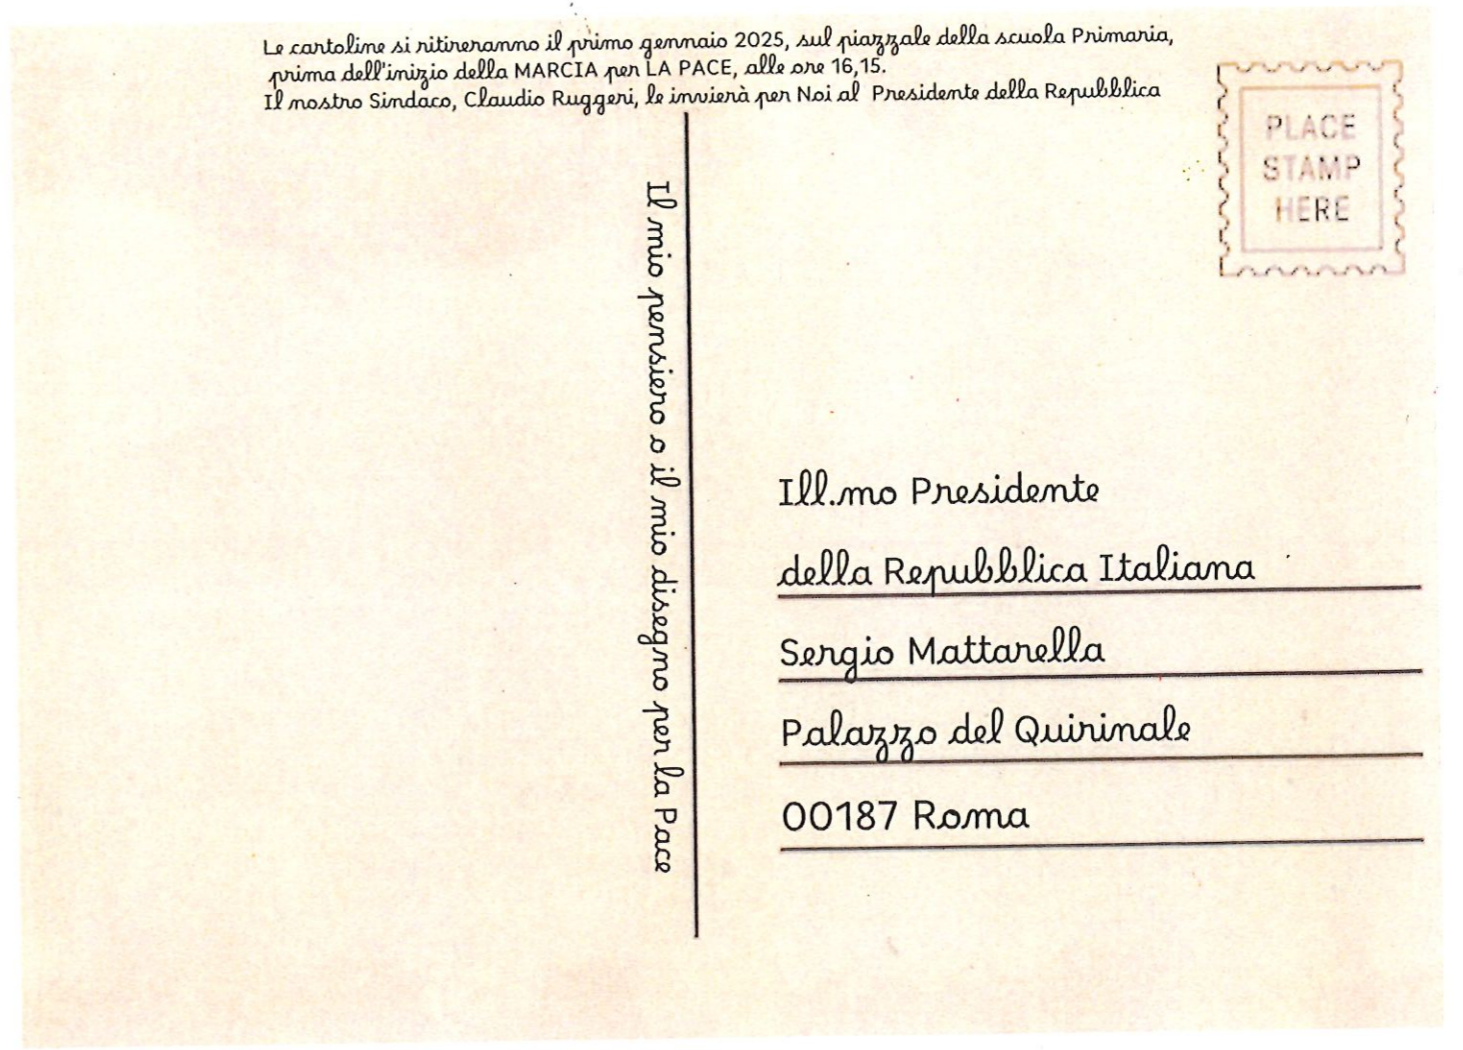 Le cartoline si ritireranno il primo gennaio 2025, sul piazzale della scuola Primaria,
prima dell'inizio della MARCIA per LA PACE, alle ore 16,15.
Il nostro Sindaco, Claudio Ruggeri, le invierà per Noi al Presidente della Repubblica
PLACE
STAMP
HERE
Il mio pensiero o il mio disegno per la Pace
Ill.mo Presidente
della Repubblica Italiana
Sergio Mattarella
Palazzo del Quirinale
00187 Roma